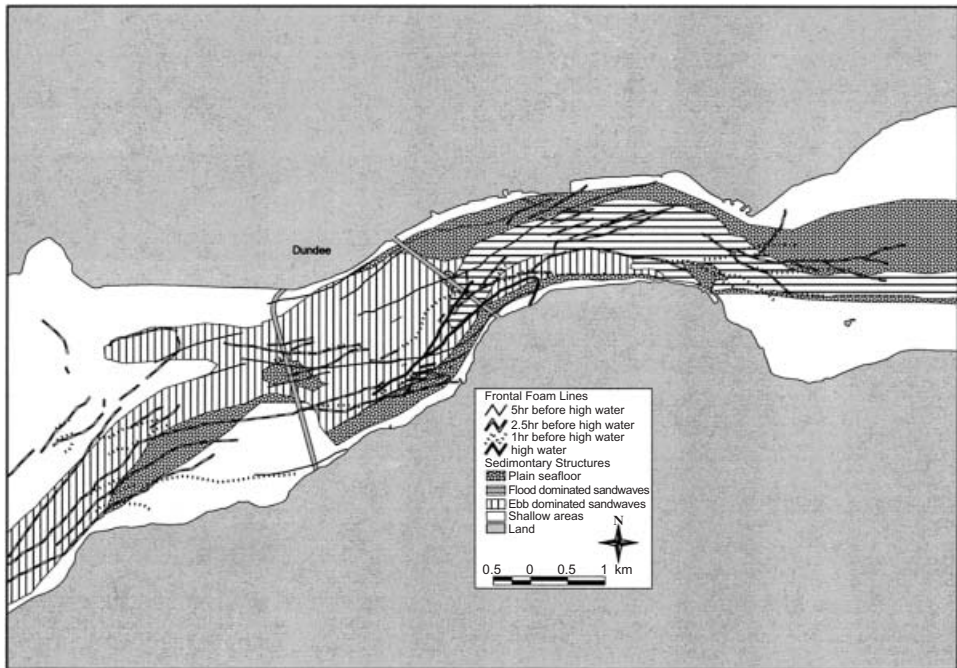 Dundee
Frontal Foam Lines
5hr before high water
2.5hr before high water
1hr before high water
high water
Sedimontary Structures
Plain seafloor
Flood dominated sandwaves
Ebb dominated sandwaves
Shallow areas
Land
N
0.5 0 0.5 1 km